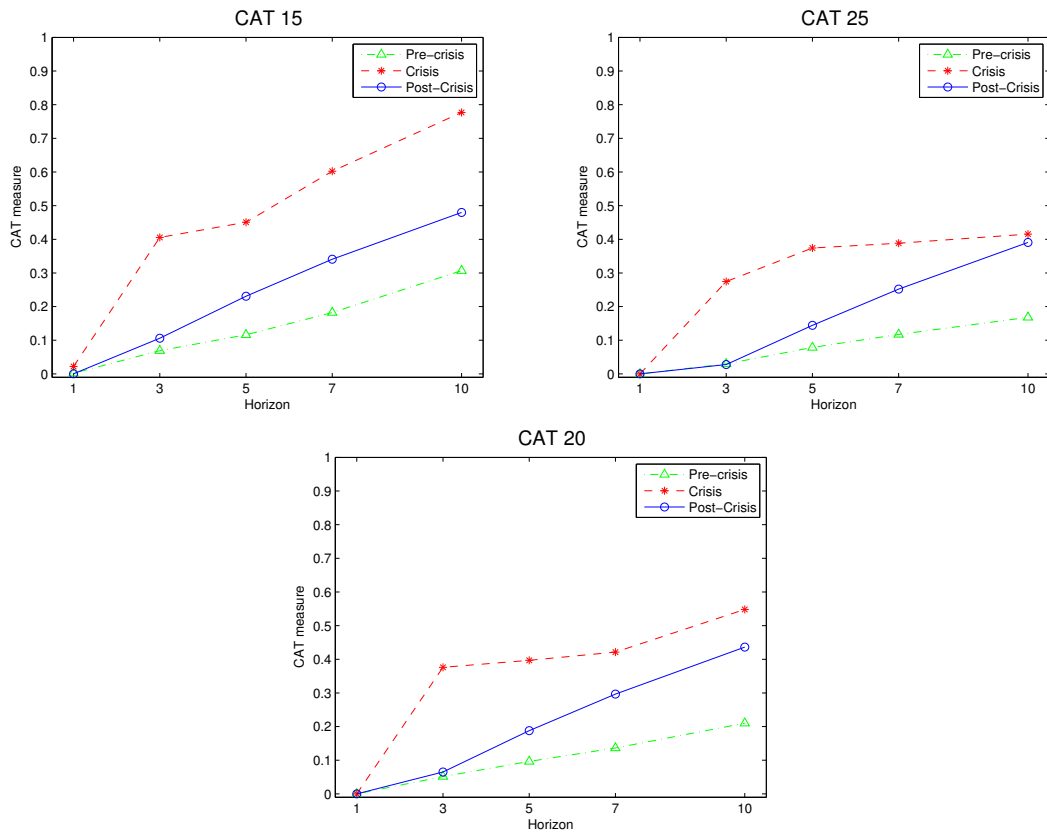 CAT 15
1
0.9
0.8
0.7
0.6
0.5
0.4
0.3
0.2
0.1
0
CAT measure
Pre−crisis
Crisis
Post−Crisis
1 3 5 7 10
Horizon
CAT 25
1
0.9
0.8
0.7
0.6
0.5
0.4
0.3
0.2
0.1
0
CAT measure
Pre−crisis
Crisis
Post−Crisis
1 3 5 7 10
Horizon
CAT 20
1
0.9
0.8
0.7
0.6
0.5
0.4
0.3
0.2
0.1
0
CAT measure
Pre−crisis
Crisis
Post−Crisis
1 3 5 7 10
Horizon